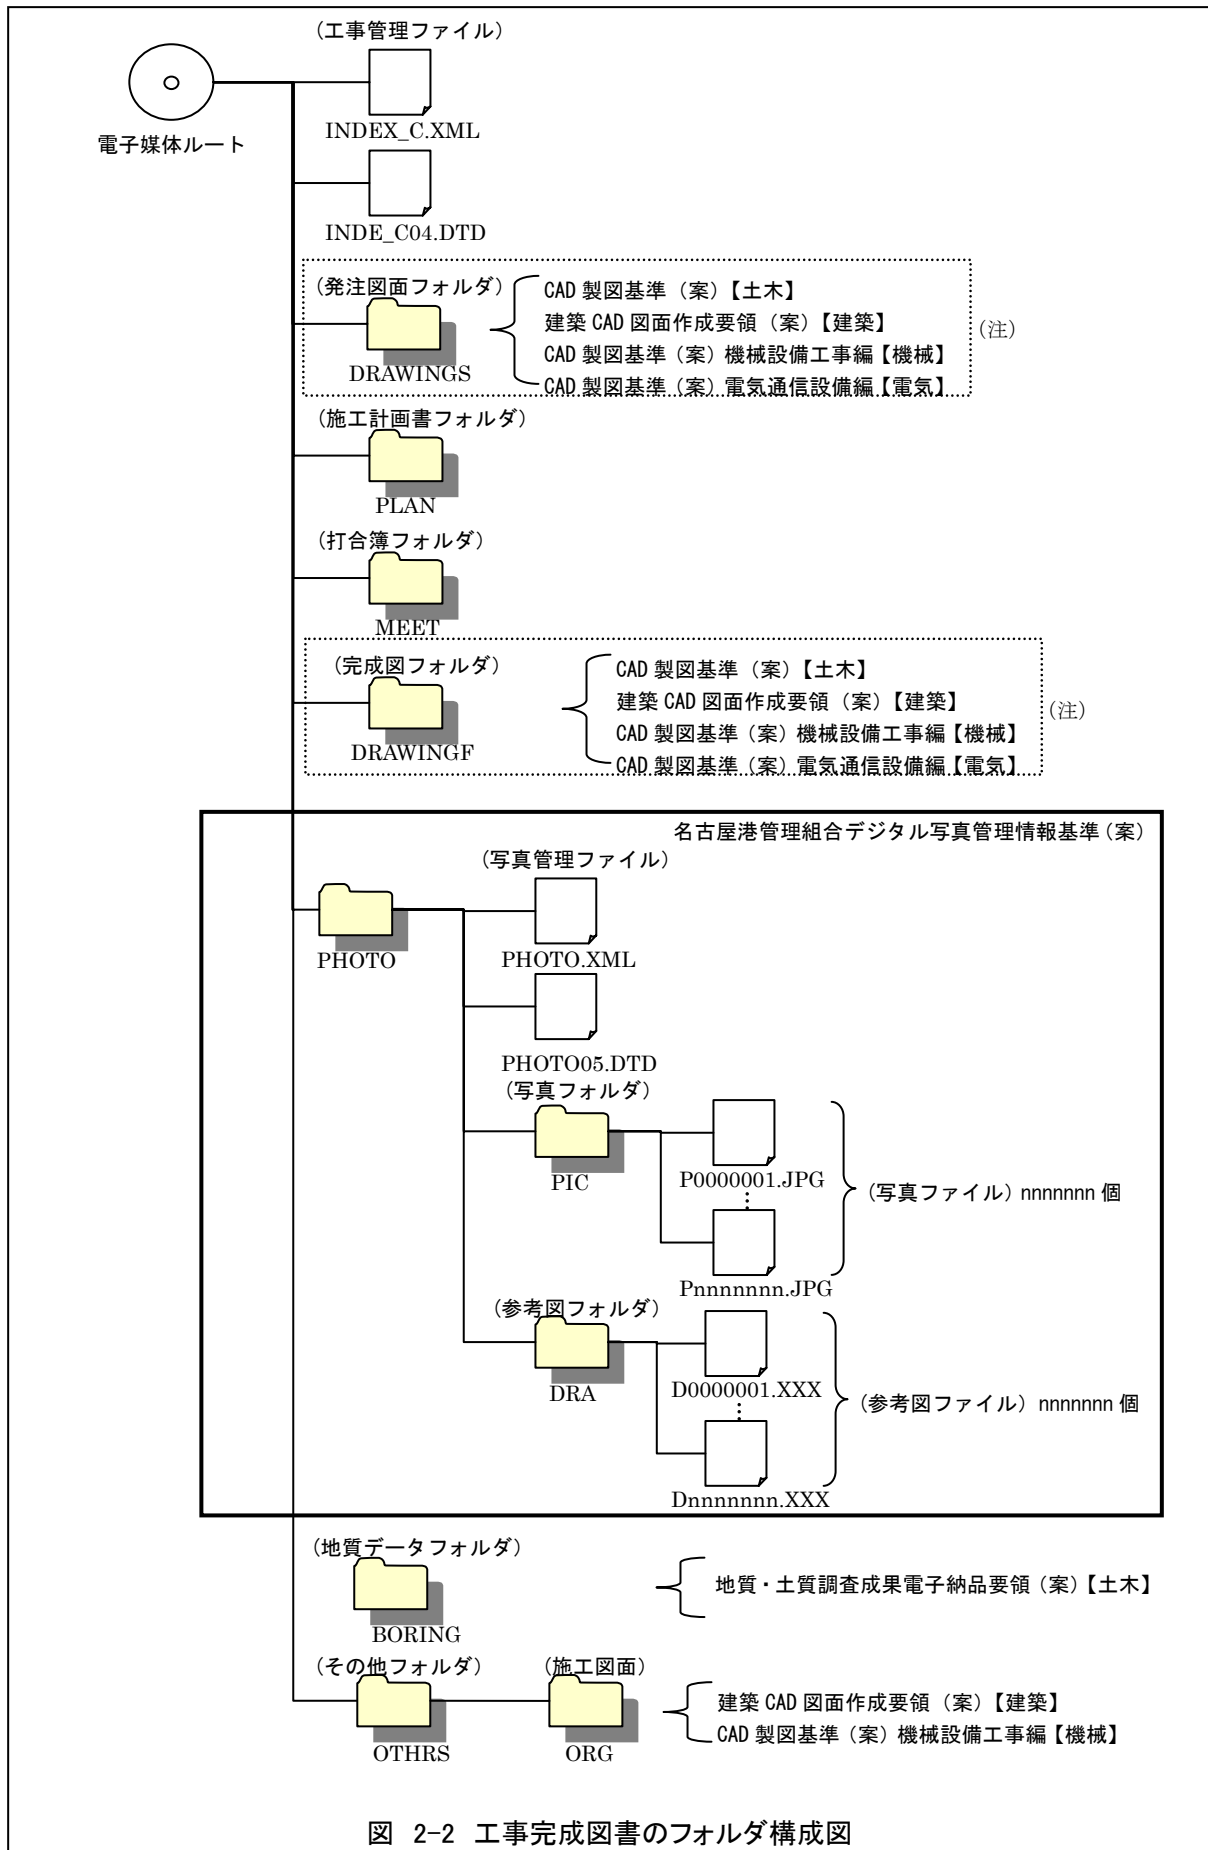 (工事管理ファイル)
電子媒体ルート
INDEX_C.XML
INDE_C04.DTD
(発注図面フォルダ)
DRAWINGS
CAD 製図基準（案）【土木】
建築 CAD 図面作成要領（案）【建築】
CAD 製図基準（案）機械設備工事編【機械】
CAD 製図基準（案）電気通信設備編【電気】
(注)
(施工計画書フォルダ)
PLAN
(打合簿フォルダ)
MEET
(完成図フォルダ)
DRAWINGF
CAD 製図基準（案）【土木】
建築 CAD 図面作成要領（案）【建築】
CAD 製図基準（案）機械設備工事編【機械】
CAD 製図基準（案）電気通信設備編【電気】
(注)
名古屋港管理組合デジタル写真管理情報基準(案)
(写真管理ファイル)
PHOTO
PHOTO.XML
PHOTO05.DTD
(写真フォルダ)
PIC
P0000001.JPG
Pnnnnnnn.JPG
(写真ファイル) nnnnnnn 個
(参考図フォルダ)
DRA
D0000001.XXX
Dnnnnnnn.XXX
(参考図ファイル) nnnnnnn 個
(地質データフォルダ)
BORING
地質・土質調査成果電子納品要領（案）【土木】
(その他フォルダ)
OTHRS
(施工図面)
ORG
建築 CAD 図面作成要領（案）【建築】
CAD 製図基準（案）機械設備工事編【機械】
図 2-2 工事完成図書のフォルダ構成図